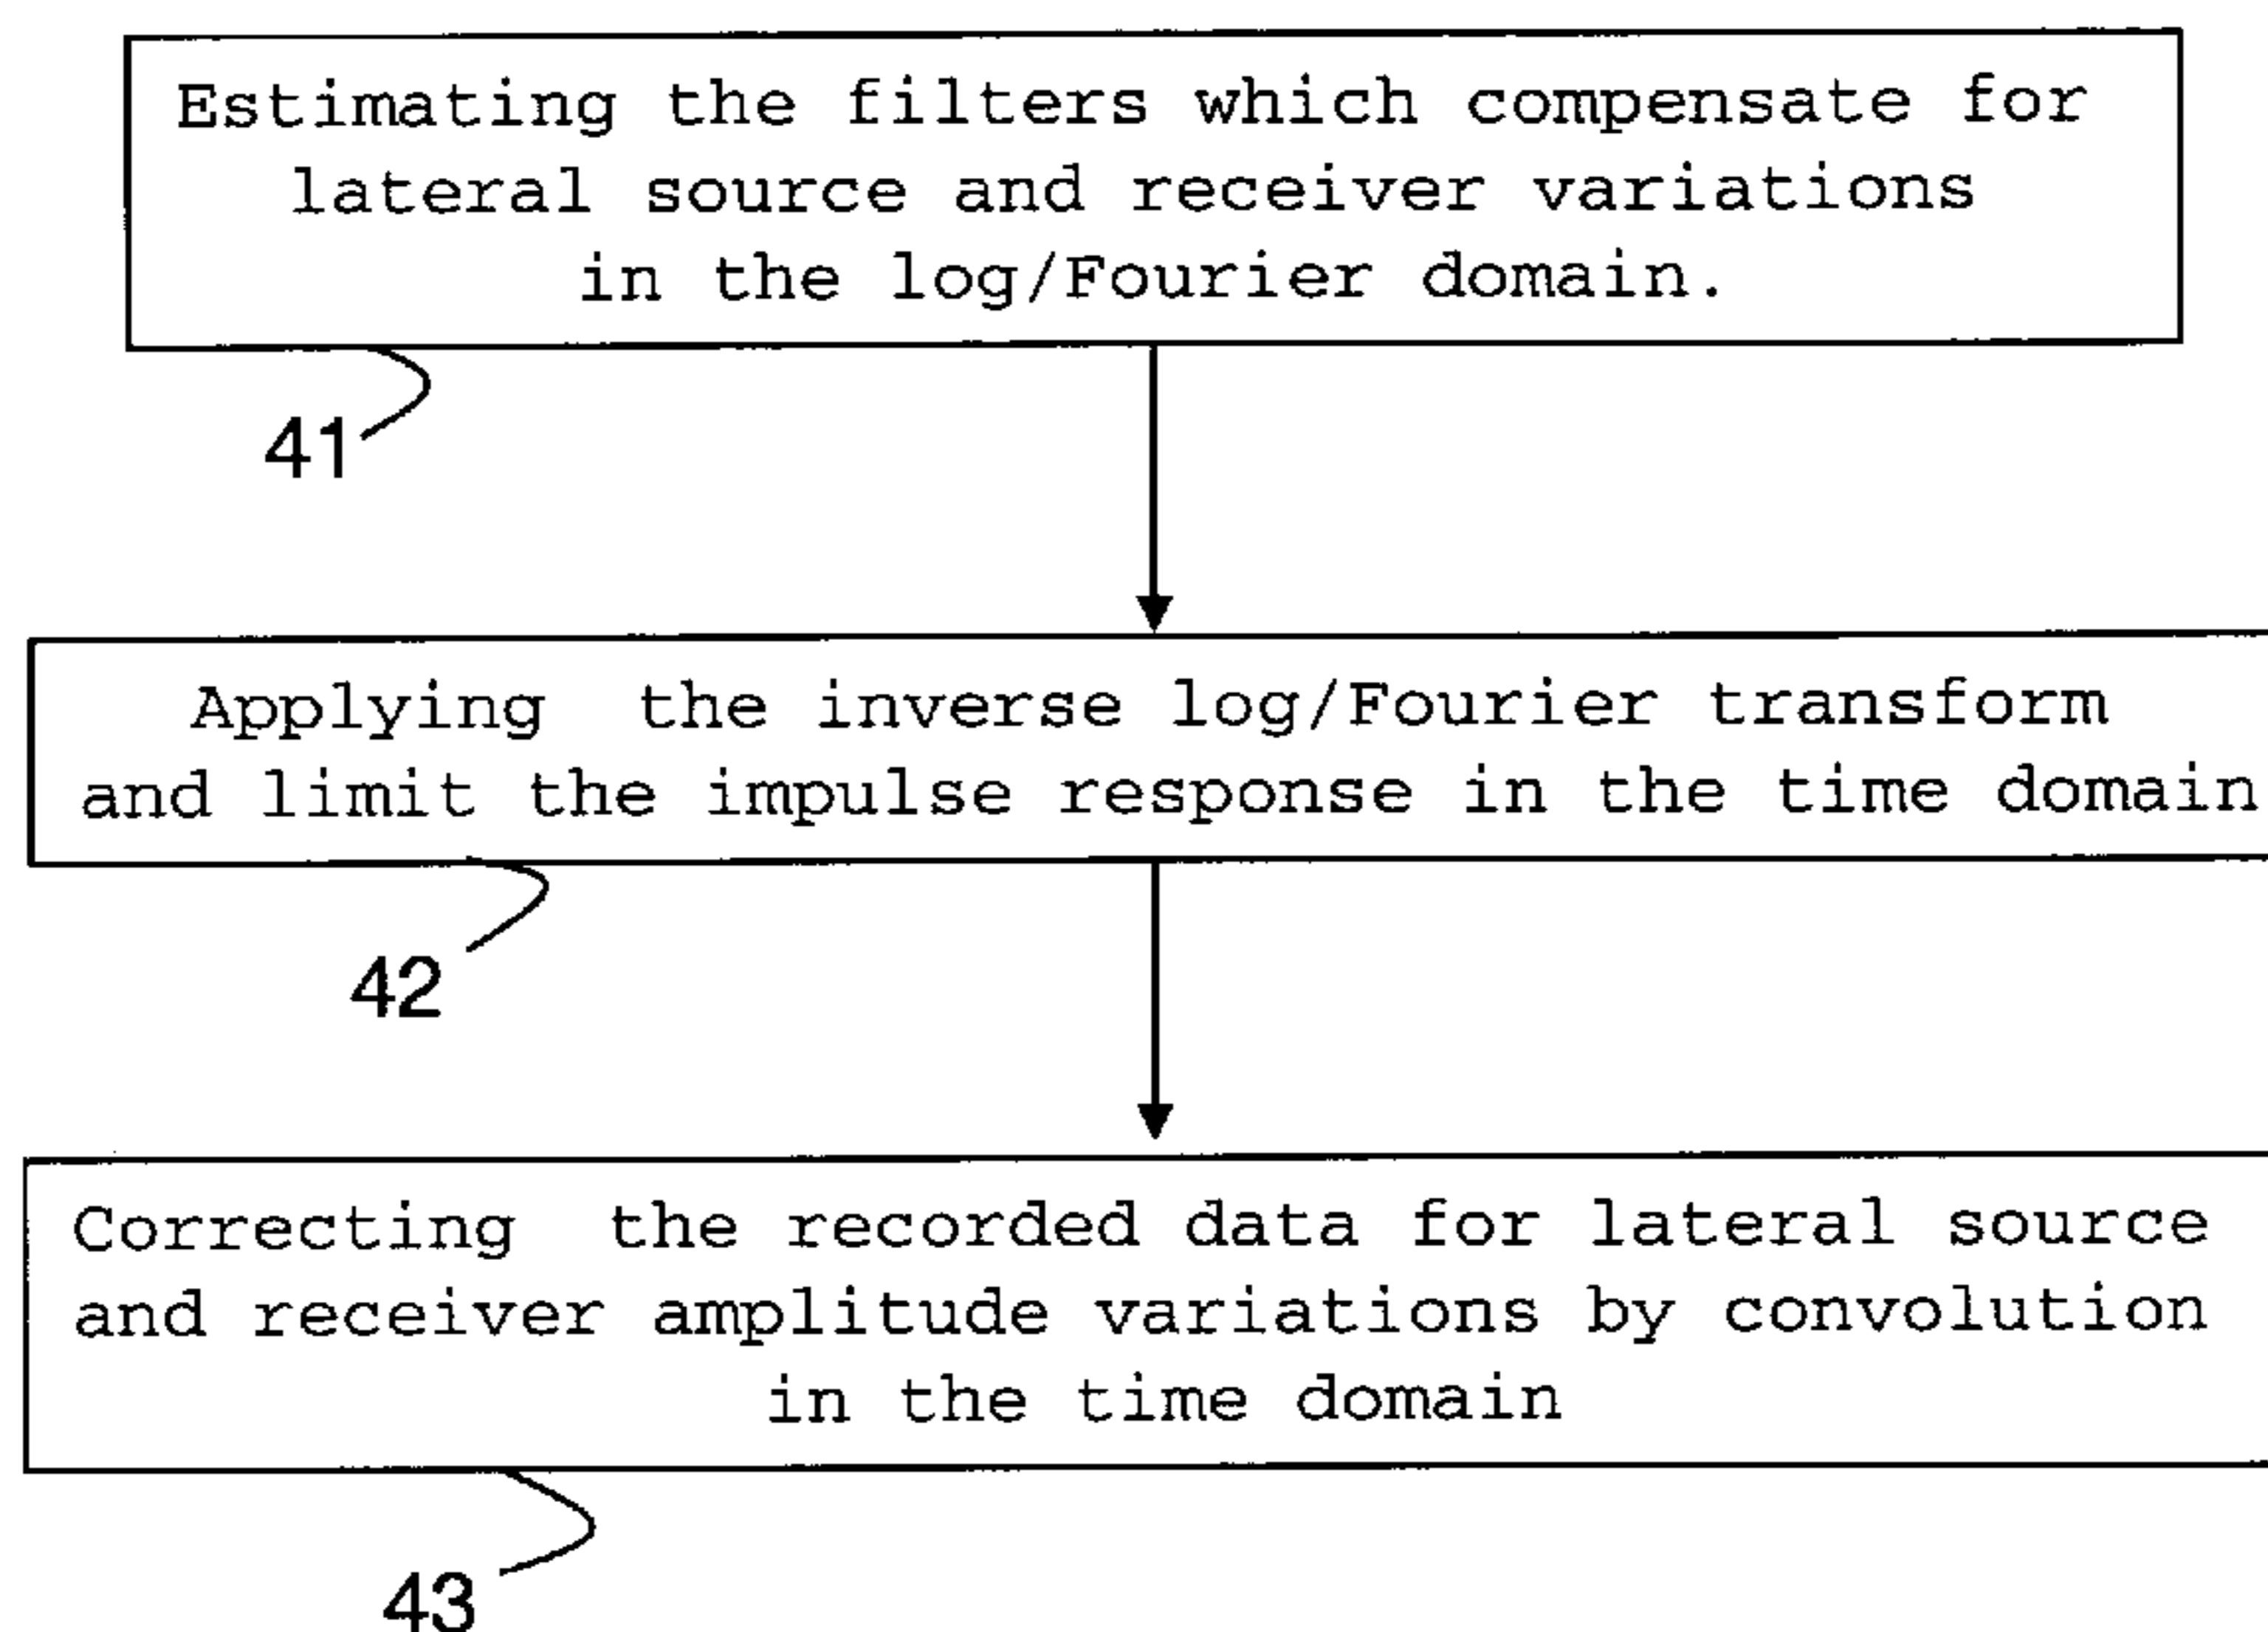 Estimating the filters which compensate for
lateral source and receiver variations
in the log/Fourier domain.
41
Applying the inverse log/Fourier transform
and limit the impulse response in the time domain
42
Correcting the recorded data for lateral source
and receiver amplitude variations by convolution
in the time domain
43